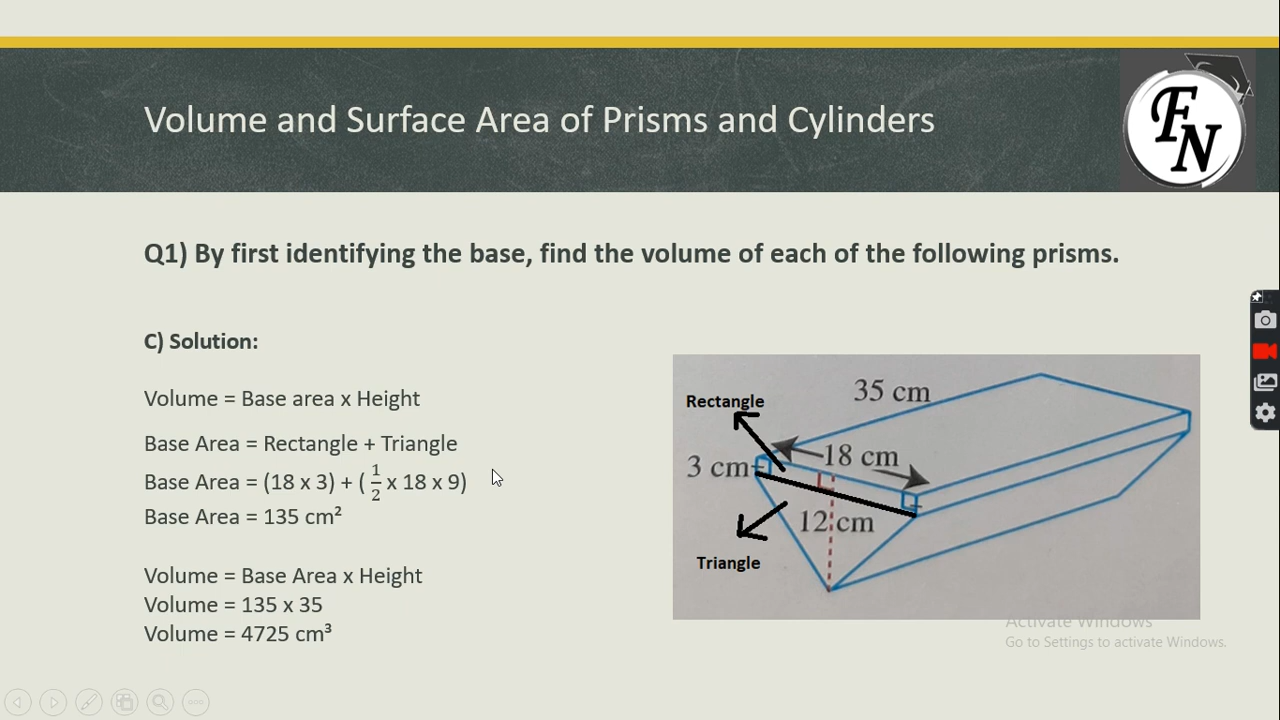 Volume and Surface Area of Prisms and Cylinders
FN
Q1) By first identifying the base, find the volume of each of the following prisms.
C) Solution:
Volume = Base area x Height
Base Area = Rectangle + Triangle
Base Area = (18 x 3) + ( 1/2 x 18 x 9)
Base Area = 135 cm²
Volume = Base Area x Height
Volume = 135 x 35
Volume = 4725 cm³
35 cm
Rectangle
18 cm
3 cm
12 cm
Triangle
Activate Windows
Go to Settings to activate Windows.